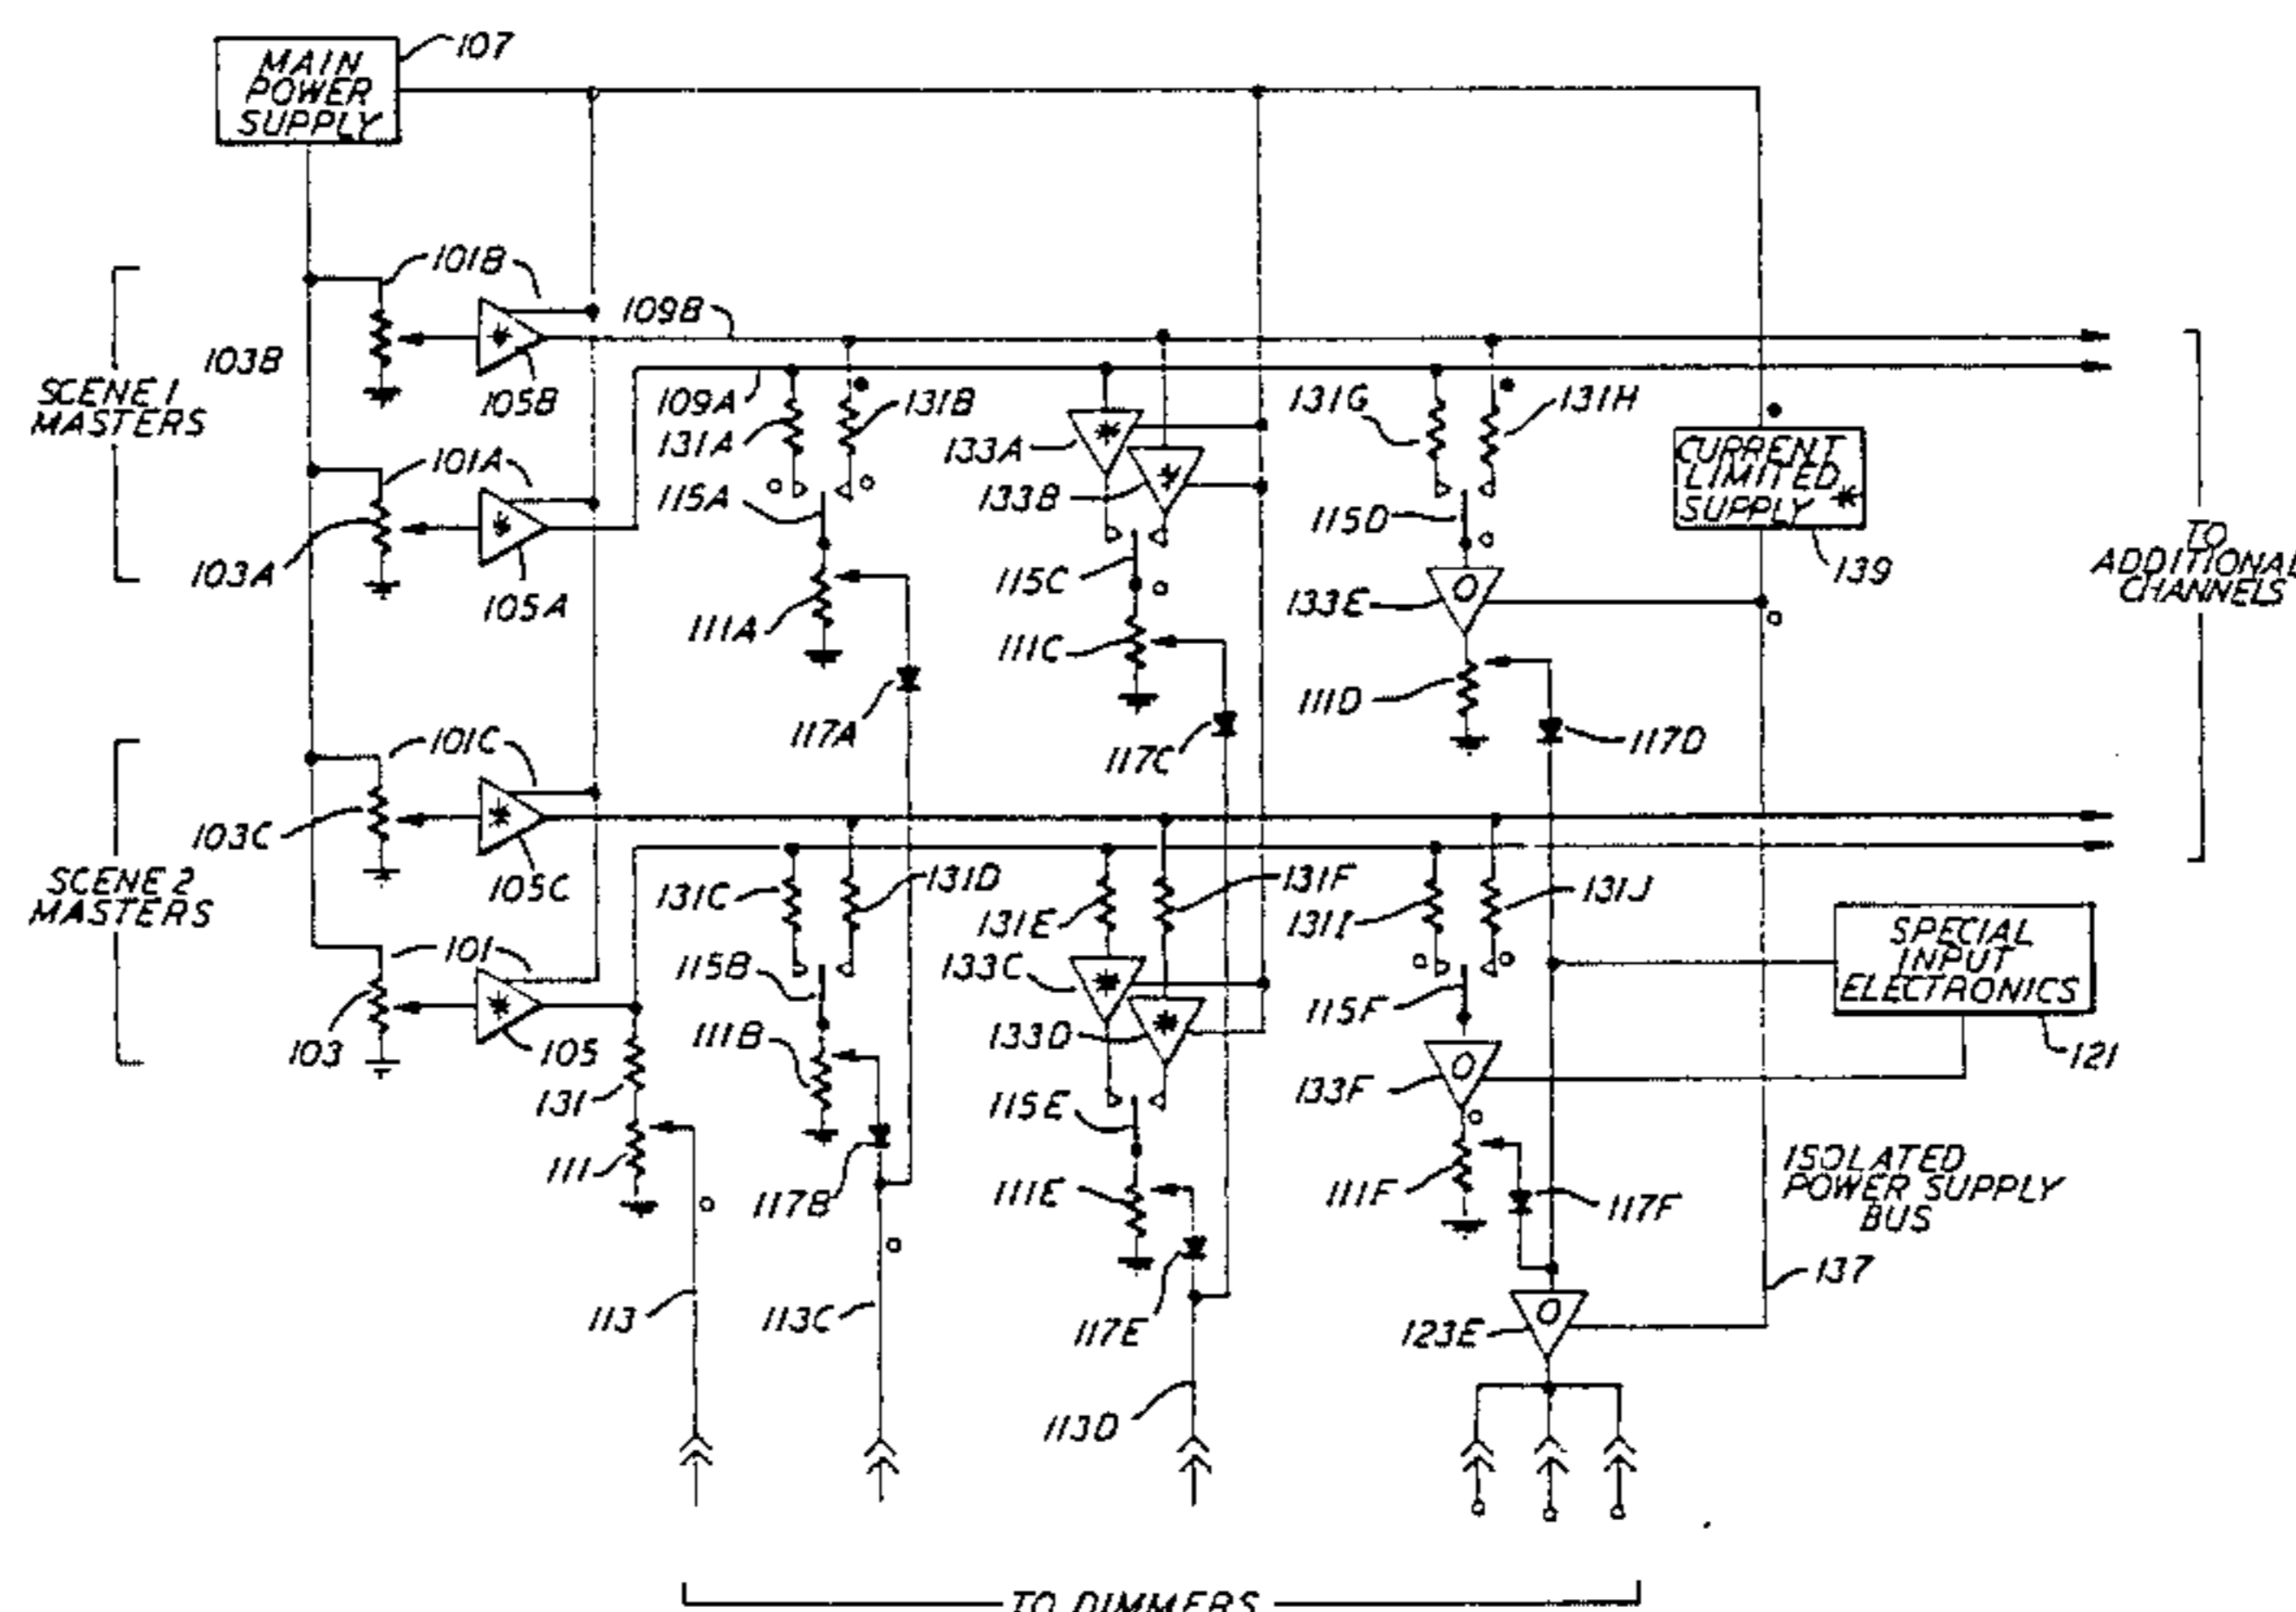 107
MAIN
POWER
SUPPLY
101B
109B
103B
SCENE 1
MASTERS
105B
109A
131A
131B
133A
131G
131H
CURRENT
LIMITED
SUPPLY *
101A
115A
133B
115D
TO
ADDITIONAL
CHANNELS
103A
105A
111A
115C
133E
139
111C
111D
117A
117C
117D
101C
103C
105C
SCENE 2
MASTERS
131C
131D
131E
131F
131I
131J
SPECIAL
INPUT
ELECTRONICS
101
115B
133C
115F
103
105
111B
133D
121
131
115E
133F
111
117B
111E
111F
117F
ISOLATED
POWER SUPPLY
BUS
137
113
113C
117E
123E
113D
TO DIMMERS